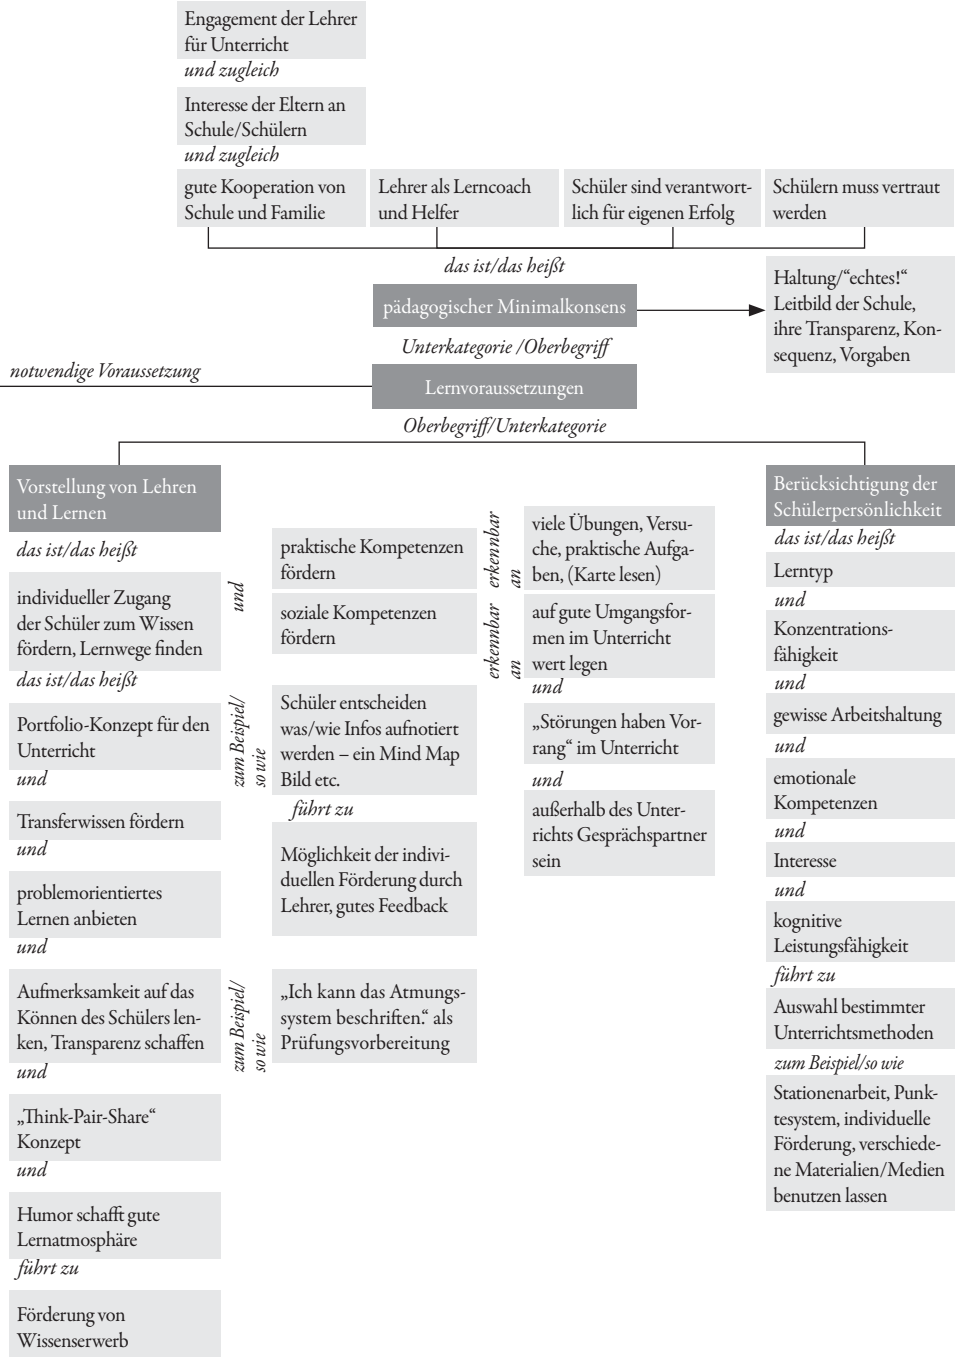 Engagement der Lehrer
für Unterricht
und zugleich
Interesse der Eltern an
Schule/Schülern
und zugleich
gute Kooperation von
Schule und Familie
Lehrer als Lerncoach
und Helfer
Schüler sind verantwort-
lich für eigenen Erfolg
Schülern muss vertraut
werden
das ist/das heißt
pädagogischer Minimalkonsens
Haltung/“echtes!“
Leitbild der Schule,
ihre Transparenz, Kon-
sequenz, Vorgaben
Unterkategorie /Oberbegriff
notwendige Voraussetzung
Lernvoraussetzungen
Oberbegriff/Unterkategorie
Vorstellung von Lehren
und Lernen
das ist/das heißt
individueller Zugang
der Schüler zum Wissen
fördern, Lernwege finden
das ist/das heißt
Portfolio-Konzept für den
Unterricht
und
Transferwissen fördern
und
problemorientiertes
Lernen anbieten
und
Aufmerksamkeit auf das
Können des Schülers len-
ken, Transparenz schaffen
und
„Think-Pair-Share“
Konzept
und
Humor schafft gute
Lernatmosphäre
führt zu
Förderung von
Wissenserwerb
und
praktische Kompetenzen
fördern
soziale Kompetenzen
fördern
zum Beispiel/
so wie
Schüler entscheiden
was/wie Infos aufnotiert
werden – ein Mind Map
Bild etc.
führt zu
Möglichkeit der indivi-
duellen Förderung durch
Lehrer, gutes Feedback
zum Beispiel/
so wie
„Ich kann das Atmungs-
system beschriften.“ als
Prüfungsvorbereitung
erkennbar
an
viele Übungen, Versu-
che, praktische Aufga-
ben, (Karte lesen)
erkennbar
an
auf gute Umgangsfor-
men im Unterricht
wert legen
und
„Störungen haben Vor-
rang“ im Unterricht
und
außerhalb des Unter-
richts Gesprächspartner
sein
Berücksichtigung der
Schülerpersönlichkeit
das ist/das heißt
Lerntyp
und
Konzentrations-
fähigkeit
und
gewisse Arbeitshaltung
und
emotionale
Kompetenzen
und
Interesse
und
kognitive
Leistungsfähigkeit
führt zu
Auswahl bestimmter
Unterrichtsmethoden
zum Beispiel/so wie
Stationenarbeit, Punk-
tesystem, individuelle
Förderung, verschiede-
ne Materialien/Medien
benutzen lassen